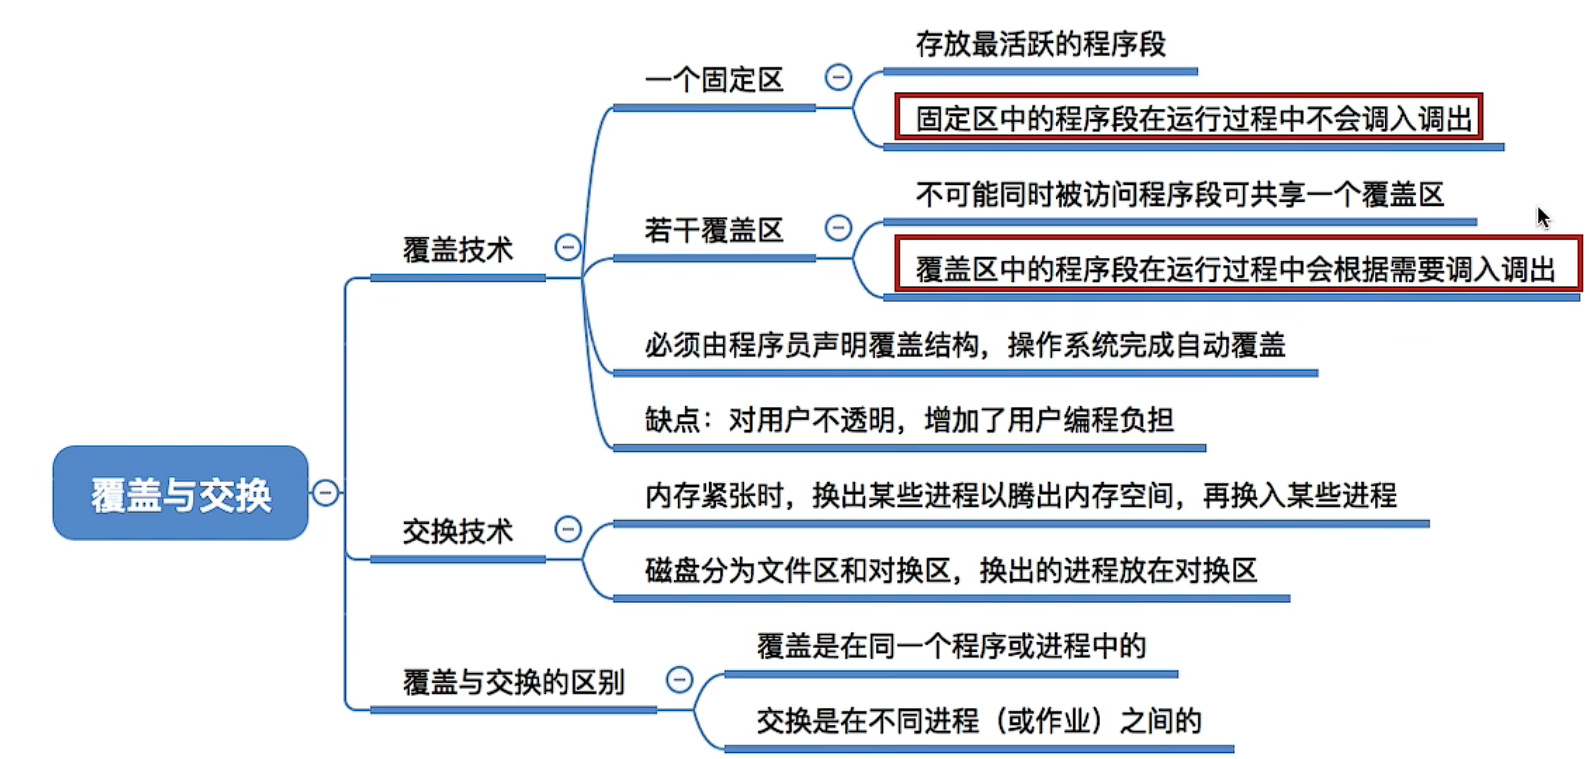 存放最活跃的程序段
一个固定区
固定区中的程序段在运行过程中不会调入调出
不可能同时被访问程序段可共享一个覆盖区
若干覆盖区
覆盖技术
覆盖区中的程序段在运行过程中会根据需要调入调出
必须由程序员声明覆盖结构，操作系统完成自动覆盖
缺点：对用户不透明，增加了用户编程负担
覆盖与交换
内存紧张时，换出某些进程以腾出内存空间，再换入某些进程
交换技术
磁盘分为文件区和对换区，换出的进程放在对换区
覆盖是在同一个程序或进程中的
覆盖与交换的区别
交换是在不同进程（或作业）之间的